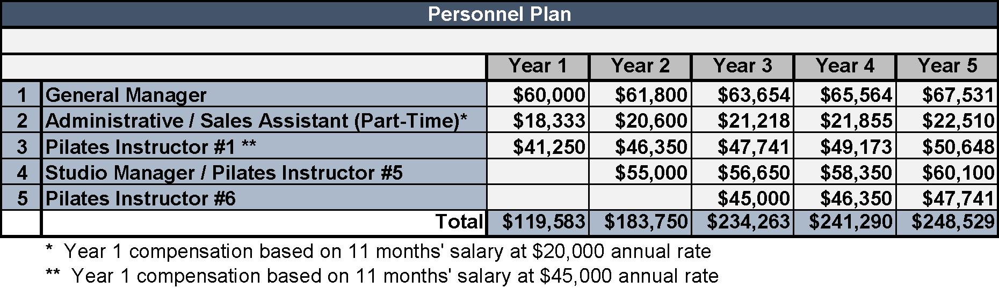 Personnel Plan
Year 1 Year 2 Year 3 Year 4 Year 5
1 General Manager $60,000 $61,800 $63,654 $65,564 $67,531
2 Administrative / Sales Assistant (Part-Time)* $18,333 $20,600 $21,218 $21,855 $22,510
3 Pilates Instructor #1 ** $41,250 $46,350 $47,741 $49,173 $50,648
4 Studio Manager / Pilates Instructor #5 $55,000 $56,650 $58,350 $60,100
5 Pilates Instructor #6 $45,000 $46,350 $47,741
Total $119,583 $183,750 $234,263 $241,290 $248,529
* Year 1 compensation based on 11 months' salary at $20,000 annual rate
** Year 1 compensation based on 11 months' salary at $45,000 annual rate